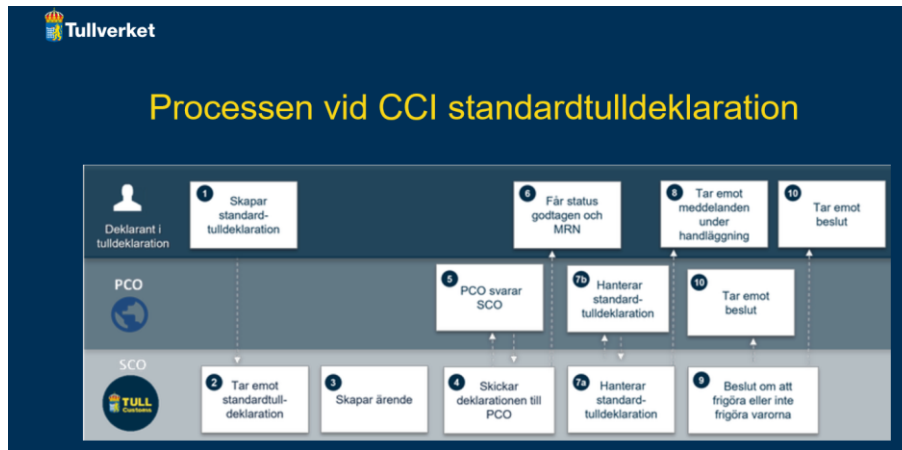 Tullverket
Processen vid CCI standardtulldeklaration
Deklarant i
tulldeklaration
1
Skapar
standard-
tulldeklaration
6
Får status
godtagen och
MRN
8
Tar emot
meddelanden
under
handläggning
10
Tar emot
beslut
PCO
5
PCO svarar
SCO
7b
Hanterar
standard-
tulldeklaration
10
Tar emot
beslut
SCO
TULL
Customs
2
Tar emot
standardtull-
deklaration
3
Skapar ärende
4
Skickar
deklarationen till
PCO
7a
Hanterar
standard-
tulldeklaration
9
Beslut om att
frigöra eller inte
frigöra varorna